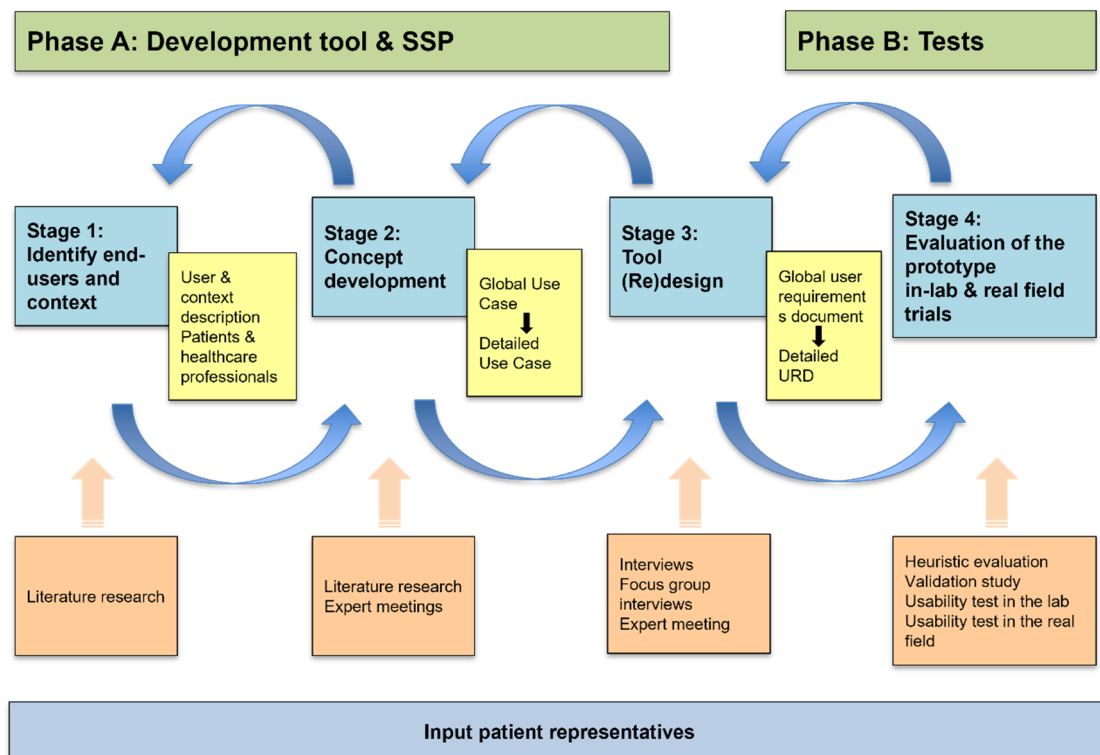 Phase A: Development tool & SSP
Phase B: Tests
Stage 1:
Identify end-
users and
context
User &
context
description
Patients &
healthcare
professionals
Stage 2:
Concept
development
Global Use
Case
Detailed
Use Case
Stage 3:
Tool
(Re)design
Global user
requirement
s document
Detailed
URD
Stage 4:
Evaluation of the
prototype
in-lab & real field
trials
Literature research
Literature research
Expert meetings
Interviews
Focus group
interviews
Expert meeting
Heuristic evaluation
Validation study
Usability test in the lab
Usability test in the real
field
Input patient representatives